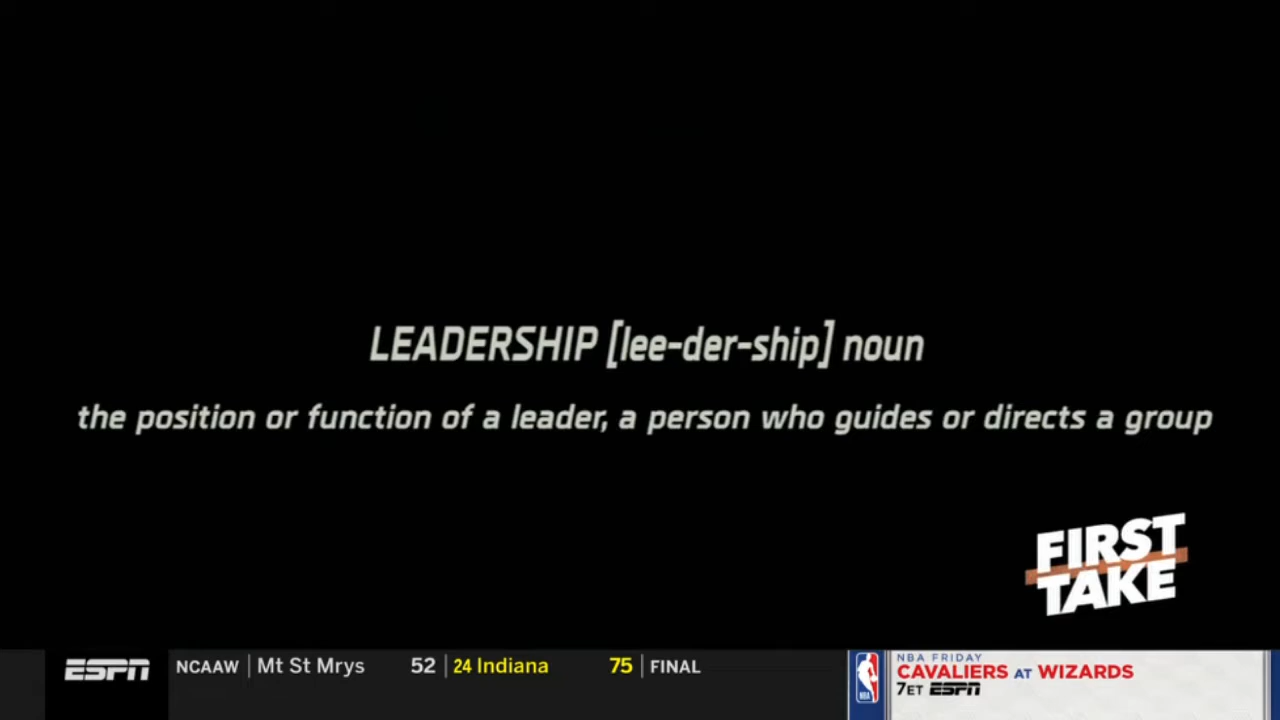 LEADERSHIP [lee-der-ship] noun
the position or function of a leader, a person who guides or directs a group
FIRST
TAKE
ESPN NCAAW Mt St Mrys 52 24 Indiana 75 FINAL
NBA
NBA FRIDAY
CAVALIERS AT WIZARDS
7ET ESPN